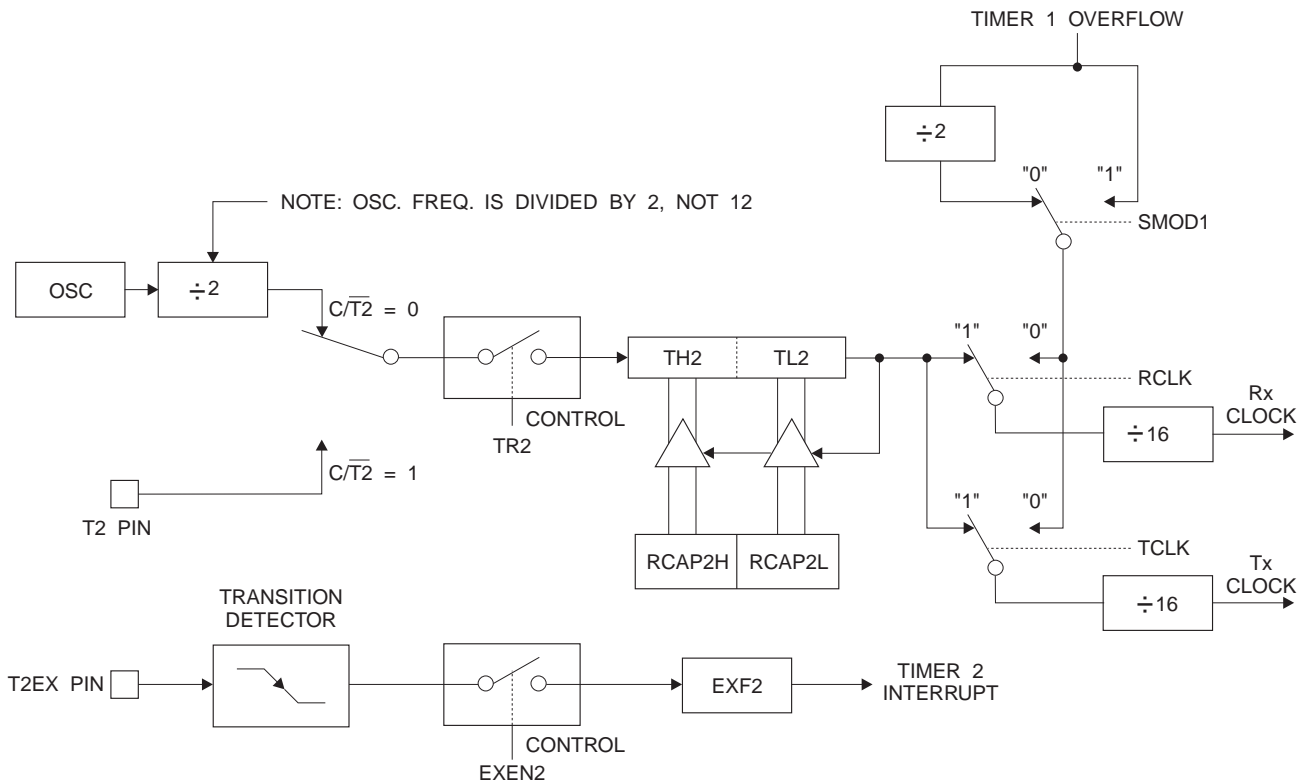 TIMER 1 OVERFLOW
÷2
"0" "1"
SMOD1
NOTE: OSC. FREQ. IS DIVIDED BY 2, NOT 12
OSC
÷2
C/T̅2̅ = 0
TH2 TL2
"1" "0"
RCLK
CONTROL
TR2
Rx
CLOCK
÷16
C/T̅2̅ = 1
T2 PIN
"1" "0"
RCAP2H RCAP2L
TCLK
Tx
CLOCK
÷16
TRANSITION
DETECTOR
T2EX PIN
EXF2
TIMER 2
INTERRUPT
CONTROL
EXEN2